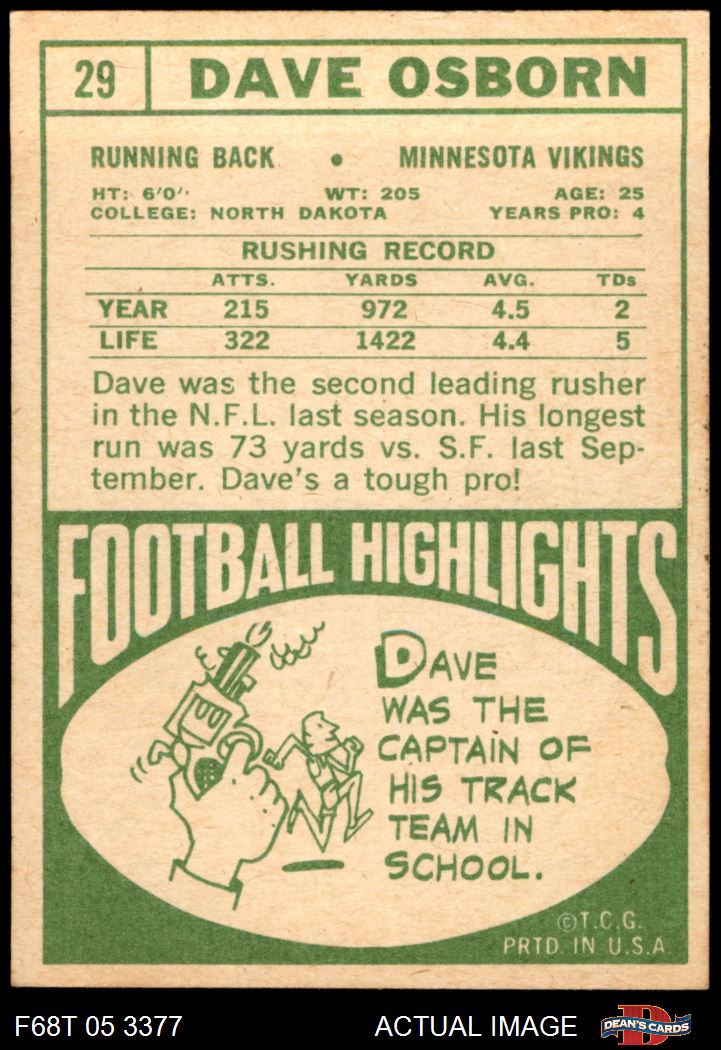 29 DAVE OSBORN
RUNNING BACK • MINNESOTA VIKINGS
HT: 6'0" WT: 205 AGE: 25
COLLEGE: NORTH DAKOTA YEARS PRO: 4
RUSHING RECORD
ATTS. YARDS AVG. TDs
YEAR 215 972 4.5 2
LIFE 322 1422 4.4 5
Dave was the second leading rusher
in the N.F.L. last season. His longest
run was 73 yards vs. S.F. last Sep-
tember. Dave's a tough pro!
FOOTBALL HIGHLIGHTS
DAVE
WAS THE
CAPTAIN OF
HIS TRACK
TEAM IN
SCHOOL.
©T.C.G.
PRTD. IN U.S.A.
F68T 05 3377 ACTUAL IMAGE D DEAN'S CARDS